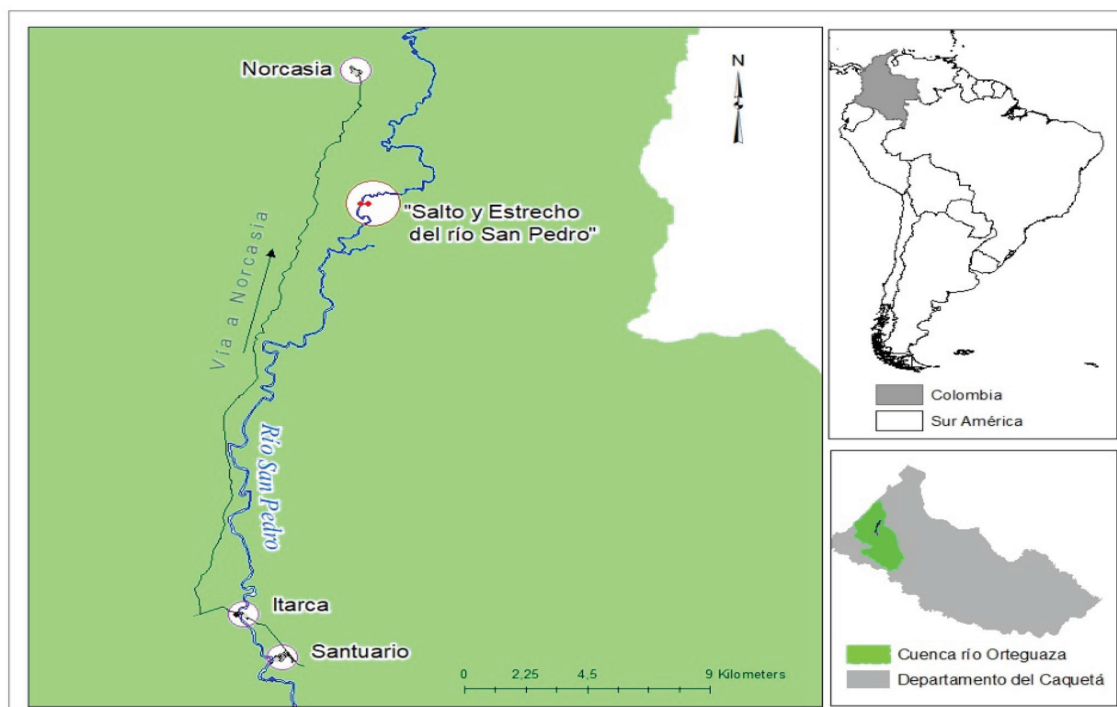 Norcasia
N
"Salto y Estrecho
del río San Pedro"
Vía a Norcasia
Río San Pedro
Itarca
Santuario
0 2,25 4,5 9 Kilometers
Colombia
Sur América
Cuenca río Orteguaza
Departamento del Caquetá